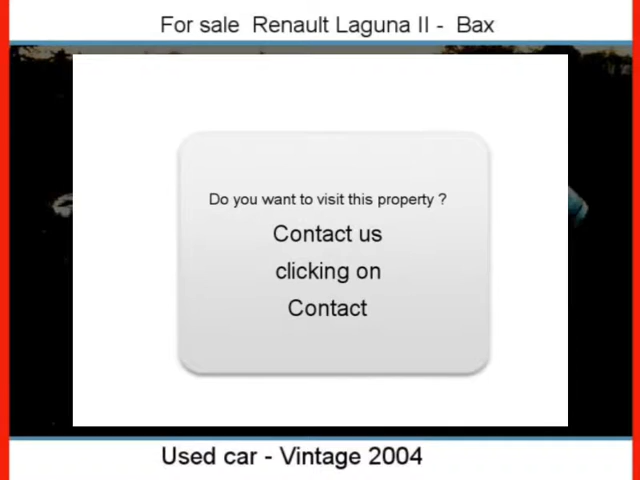 For sale  Renault Laguna II -  Bax
Do you want to visit this property ?
Contact us
clicking on
Contact
Used car - Vintage 2004